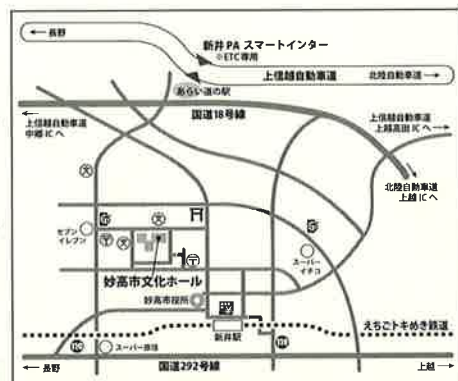 ← 長野
新井PA スマートインター
※ETC専用
上信越自動車道
北陸自動車道 →
あらい道の駅
国道18号線
← 上信越自動車道
中郷ICへ
上信越自動車道
上越高田ICへ →
北陸自動車道
上越ICへ
セブン
イレブン
スーパー
イチコ
妙高市文化ホール
妙高市役所
新井駅
えちごトキめき鉄道
← 長野
国道292号線
上越 →